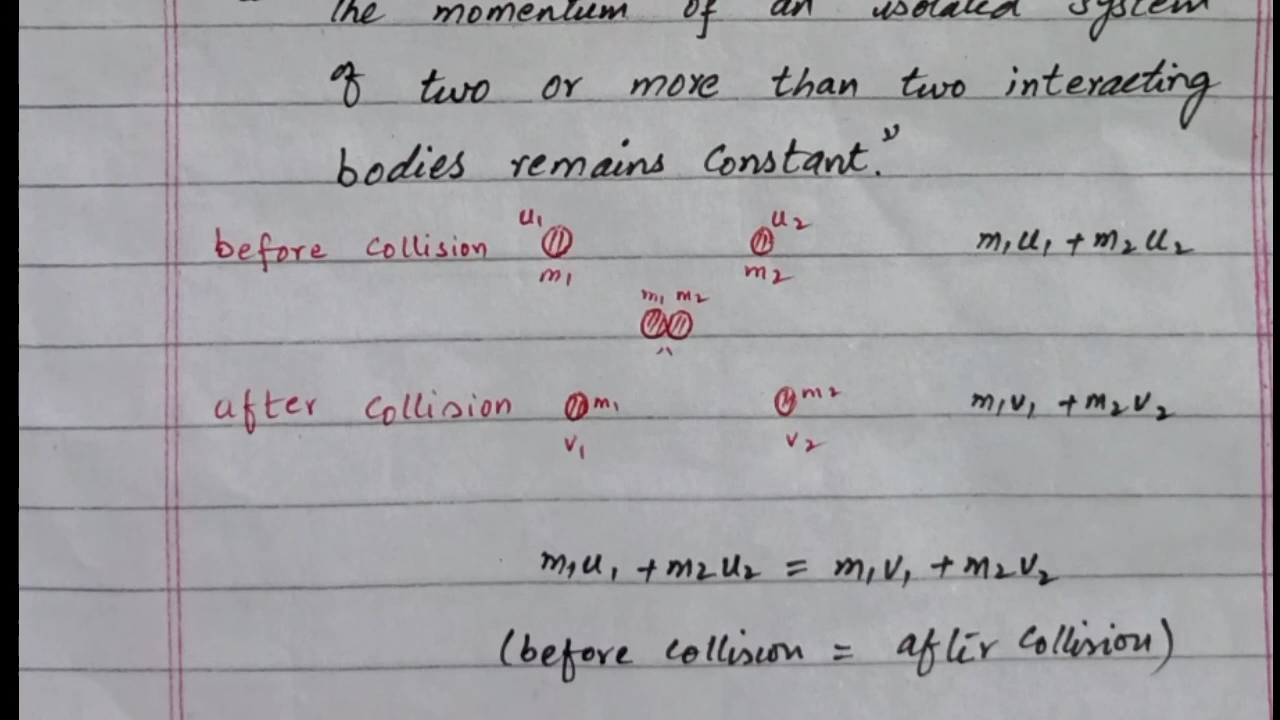 The momentum of an isolated system
of two or more than two interacting
bodies remains constant."
before collision u₁ m₁ u₂ m₂ m₁u₁ + m₂u₂
m₁ m₂
after collision m₁ v₁ m₂ v₂ m₁v₁ + m₂v₂
m₁u₁ + m₂u₂ = m₁v₁ + m₂v₂
(before collision = after collision)